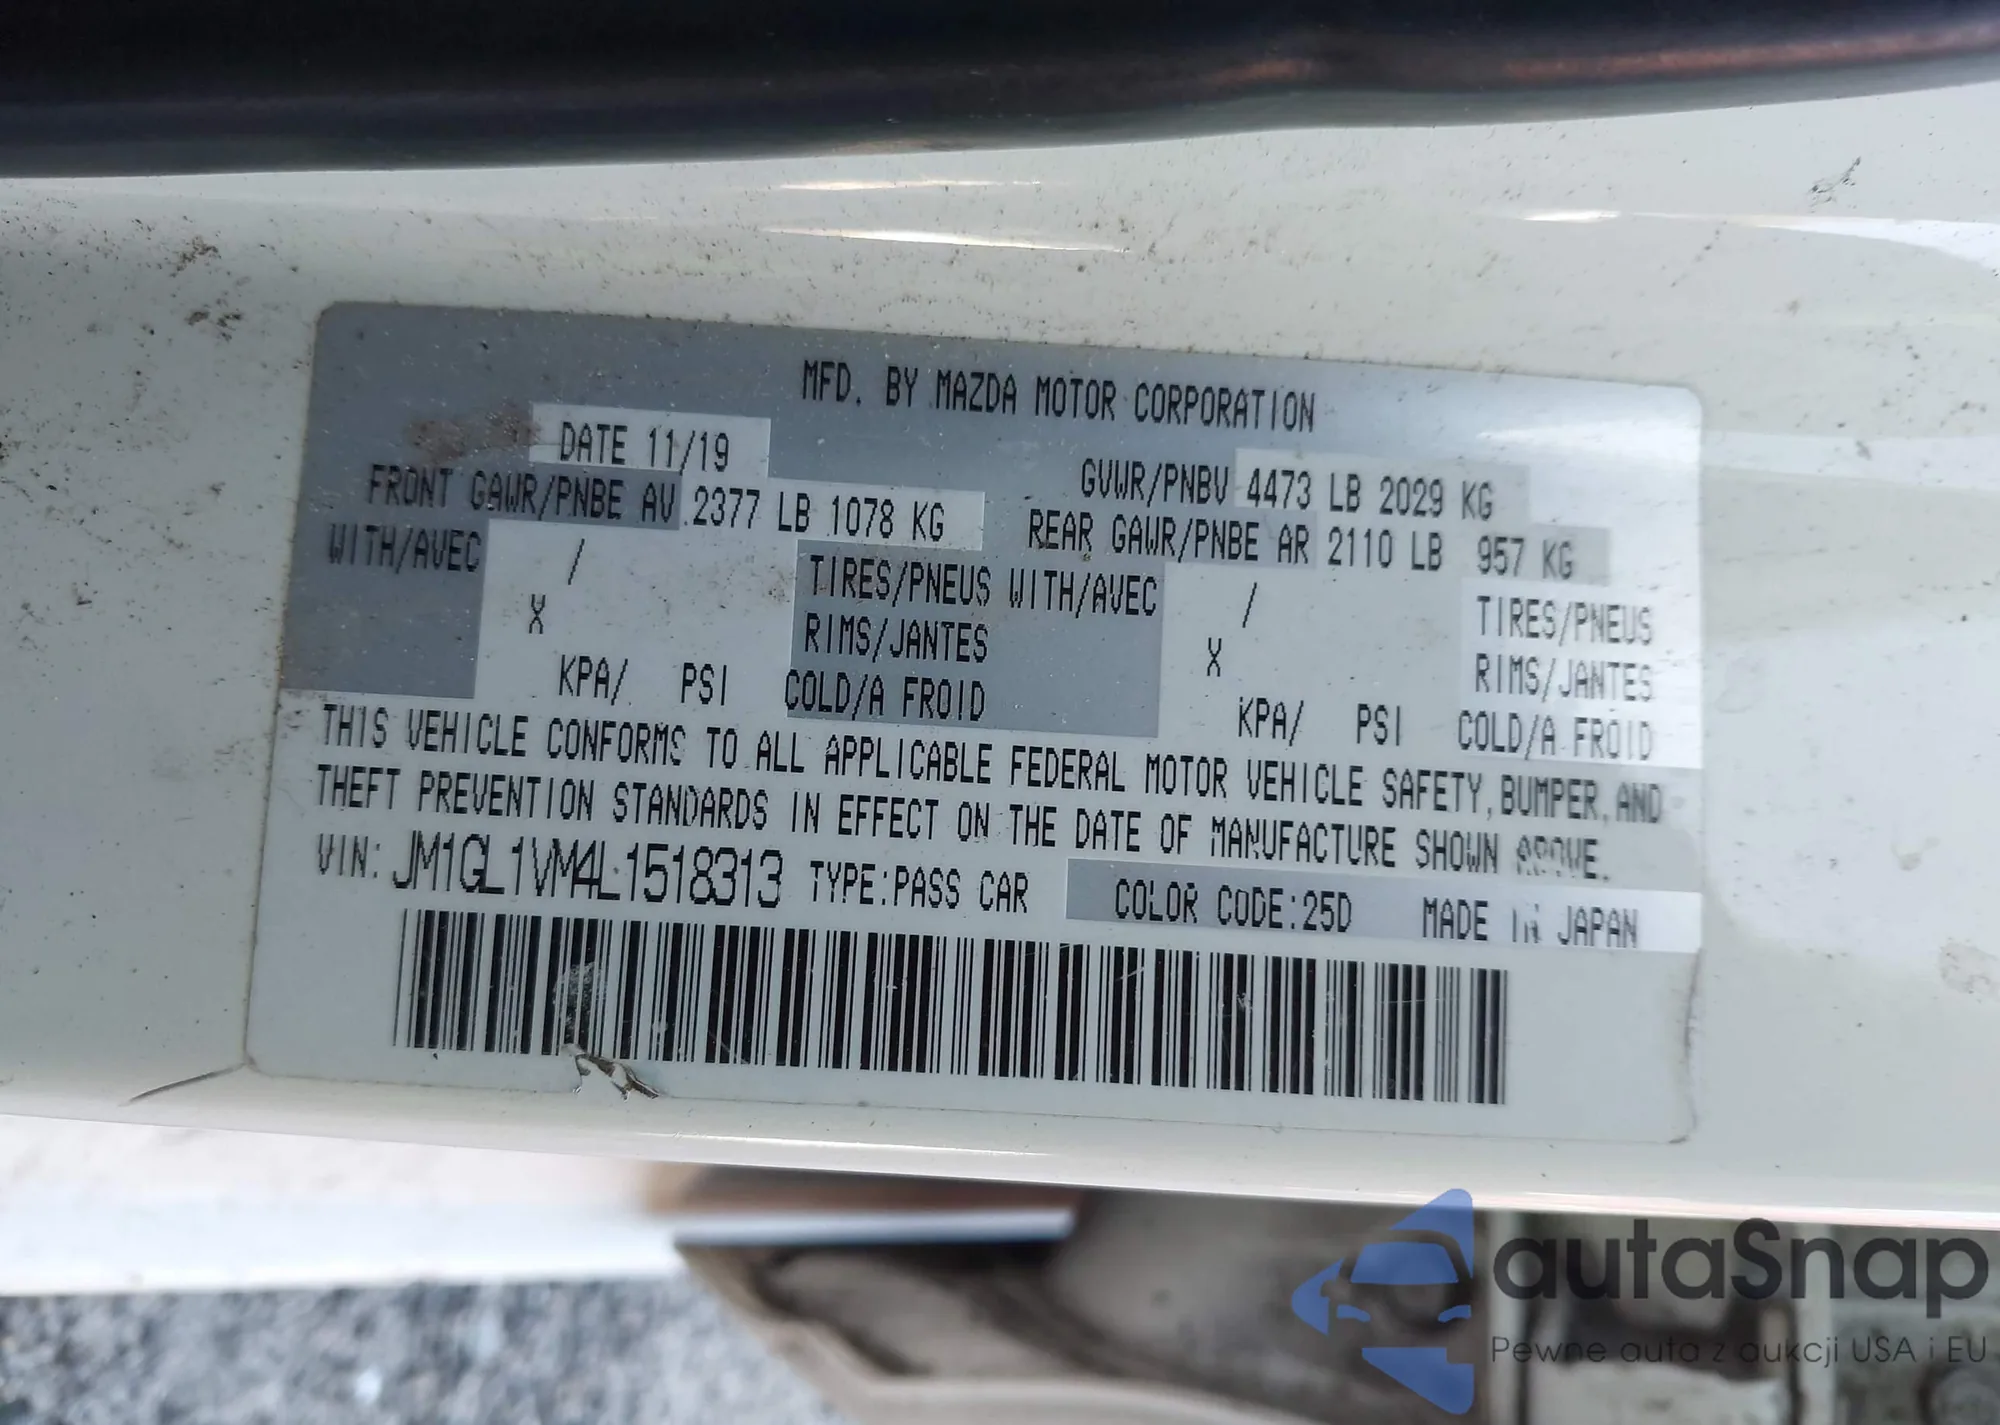 MFD. BY MAZDA MOTOR CORPORATION
DATE 11/19
GVWR/PNBV 4473 LB 2029 KG
FRONT GAWR/PNBE AV 2377 LB 1078 KG
REAR GAWR/PNBE AR 2110 LB 957 KG
WITH/AVEC / TIRES/PNEUS WITH/AVEC / TIRES/PNEUS
X RIMS/JANTES X RIMS/JANTES
KPA/ PSI COLD/A FROID KPA/ PSI COLD/A FROID
THIS VEHICLE CONFORMS TO ALL APPLICABLE FEDERAL MOTOR VEHICLE SAFETY, BUMPER, AND
THEFT PREVENTION STANDARDS IN EFFECT ON THE DATE OF MANUFACTURE SHOWN ABOVE.
VIN: JM1GL1VM4L1518313 TYPE:PASS CAR COLOR CODE:25D MADE IN JAPAN
autaSnap
Pewne auta z aukcji USA i EU